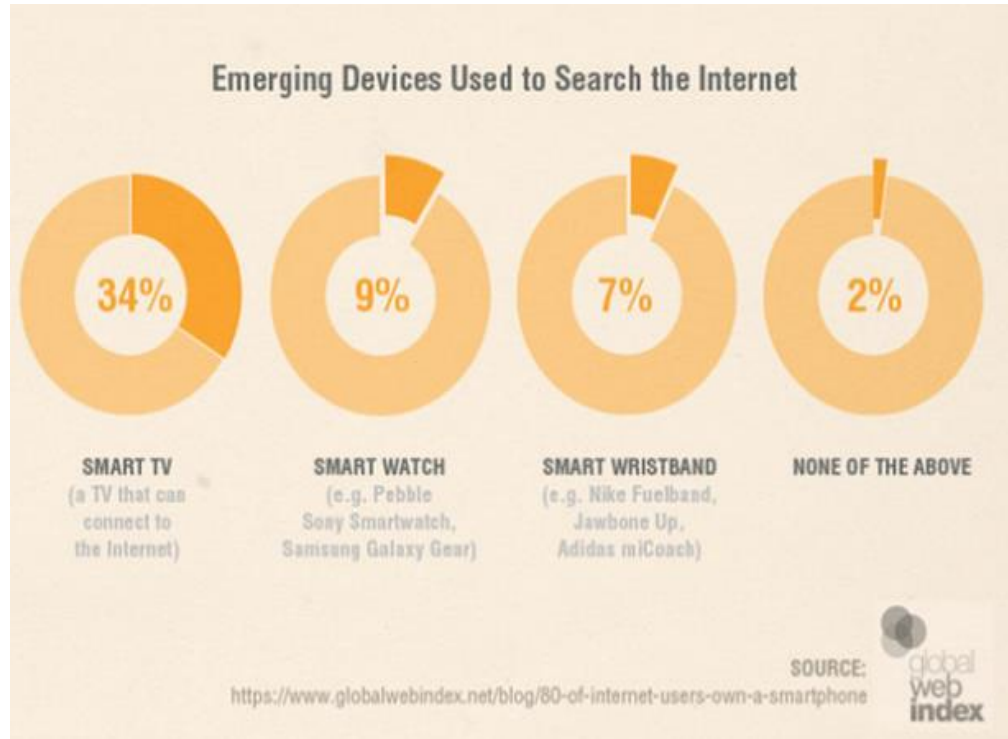 Emerging Devices Used to Search the Internet
34%
9%
7%
2%
SMART TV
(a TV that can
connect to
the Internet)
SMART WATCH
(e.g. Pebble
Sony Smartwatch,
Samsung Galaxy Gear)
SMART WRISTBAND
(e.g. Nike Fuelband,
Jawbone Up,
Adidas miCoach)
NONE OF THE ABOVE
SOURCE:
https://www.globalwebindex.net/blog/80-of-internet-users-own-a-smartphone
global
web
index